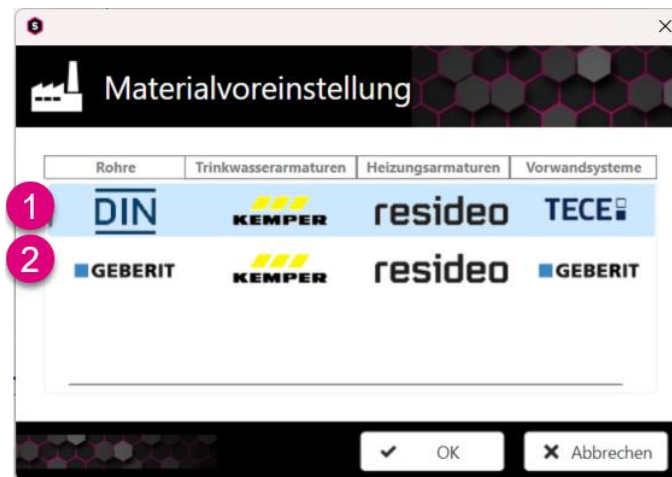 S
Materialvoreinstellung
Rohre Trinkwasserarmaturen Heizungsarmaturen Vorwandsysteme
1 DIN KEMPER resideo TECE
2 GEBERIT KEMPER resideo GEBERIT
OK Abbrechen